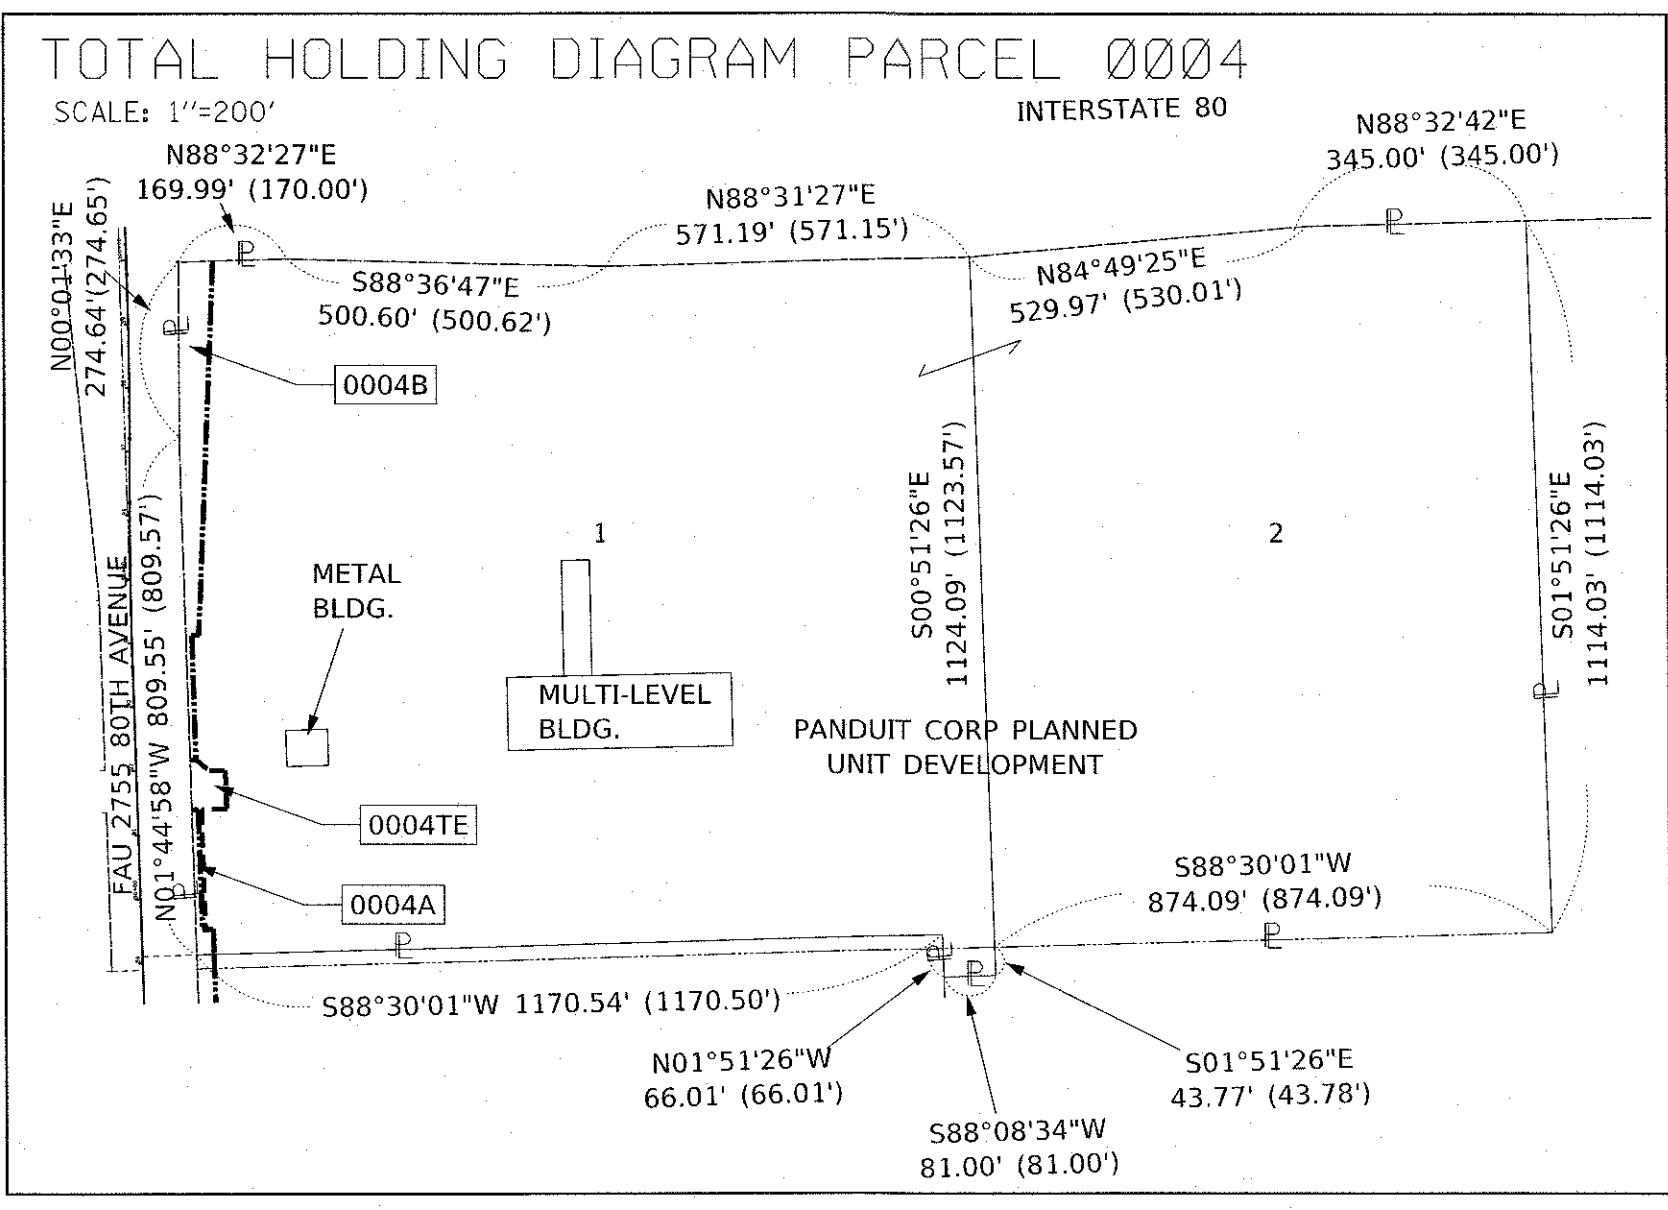 TOTAL HOLDING DIAGRAM PARCEL 0004
SCALE: 1''=200'
INTERSTATE 80
N88°32'42"E
345.00' (345.00')
N88°32'27"E
169.99' (170.00')
N88°31'27"E
571.19' (571.15')
N00°01'33"E
274.64'(274.65')
S88°36'47"E
500.60' (500.62')
N84°49'25"E
529.97' (530.01')
0004B
S00°51'26"E
1124.09' (1123.57')
S01°51'26"E
1114.03' (1114.03')
1
2
METAL
BLDG.
MULTI-LEVEL
BLDG.
PANDUIT CORP PLANNED
UNIT DEVELOPMENT
FAU 2755 80TH AVENUE
N01°44'58"W 809.55' (809.57')
0004TE
0004A
S88°30'01"W
874.09' (874.09')
S88°30'01"W 1170.54' (1170.50')
N01°51'26"W
66.01' (66.01')
S01°51'26"E
43.77' (43.78')
S88°08'34"W
81.00' (81.00')